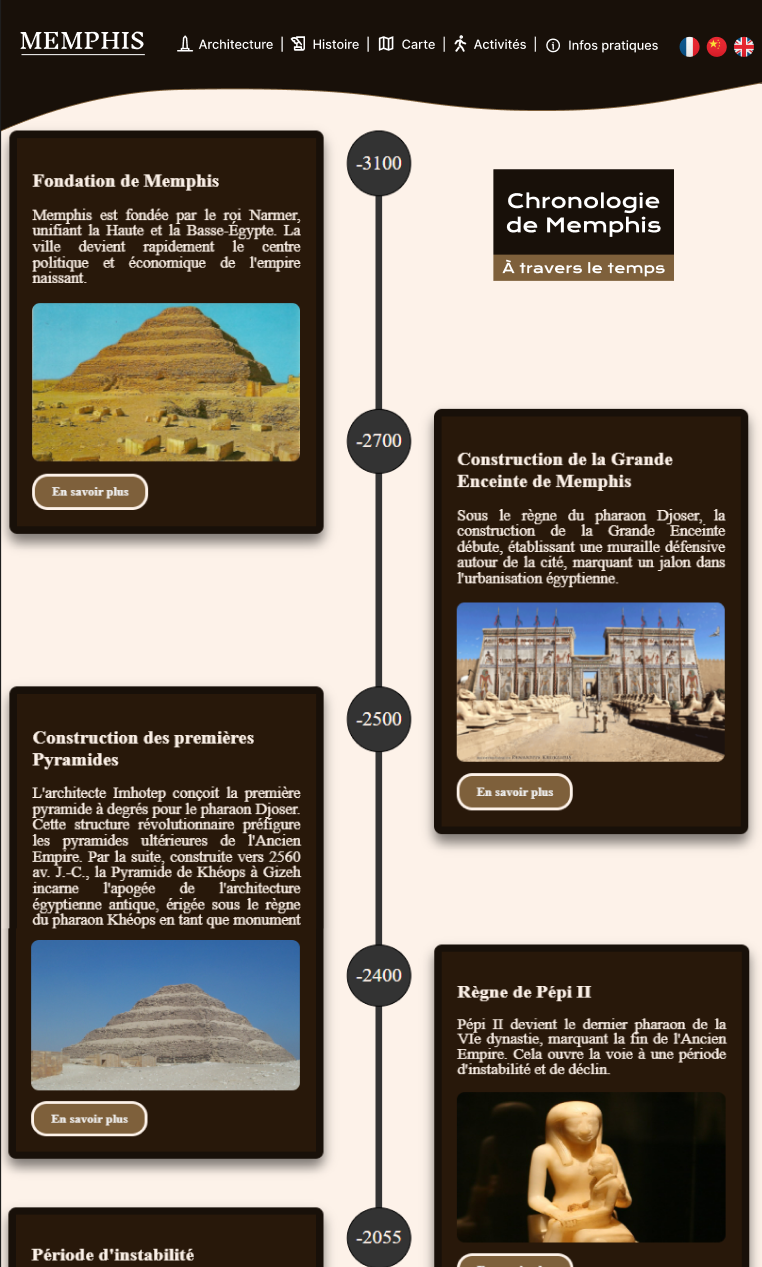 MEMPHIS
Architecture | Histoire | Carte | Activités | Infos pratiques
-3100
Chronologie
de Memphis
À travers le temps
Fondation de Memphis
Memphis est fondée par le roi Narmer,
unifiant la Haute et la Basse-Égypte. La
ville devient rapidement le centre
politique et économique de l'empire
naissant.
En savoir plus
-2700
Construction de la Grande
Enceinte de Memphis
Sous le règne du pharaon Djoser, la
construction de la Grande Enceinte
débute, établissant une muraille défensive
autour de la cité, marquant un jalon dans
l'urbanisation égyptienne.
En savoir plus
-2500
Construction des premières
Pyramides
L'architecte Imhotep conçoit la première
pyramide à degrés pour le pharaon Djoser.
Cette structure révolutionnaire préfigure
les pyramides ultérieures de l'Ancien
Empire. Par la suite, construite vers 2560
av. J.-C., la Pyramide de Khéops à Gizeh
incarne l'apogée de l'architecture
égyptienne antique, érigée sous le règne
du pharaon Khéops en tant que monument
En savoir plus
-2400
Règne de Pépi II
Pépi II devient le dernier pharaon de la
VIe dynastie, marquant la fin de l'Ancien
Empire. Cela ouvre la voie à une période
d'instabilité et de déclin.
-2055
Période d'instabilité